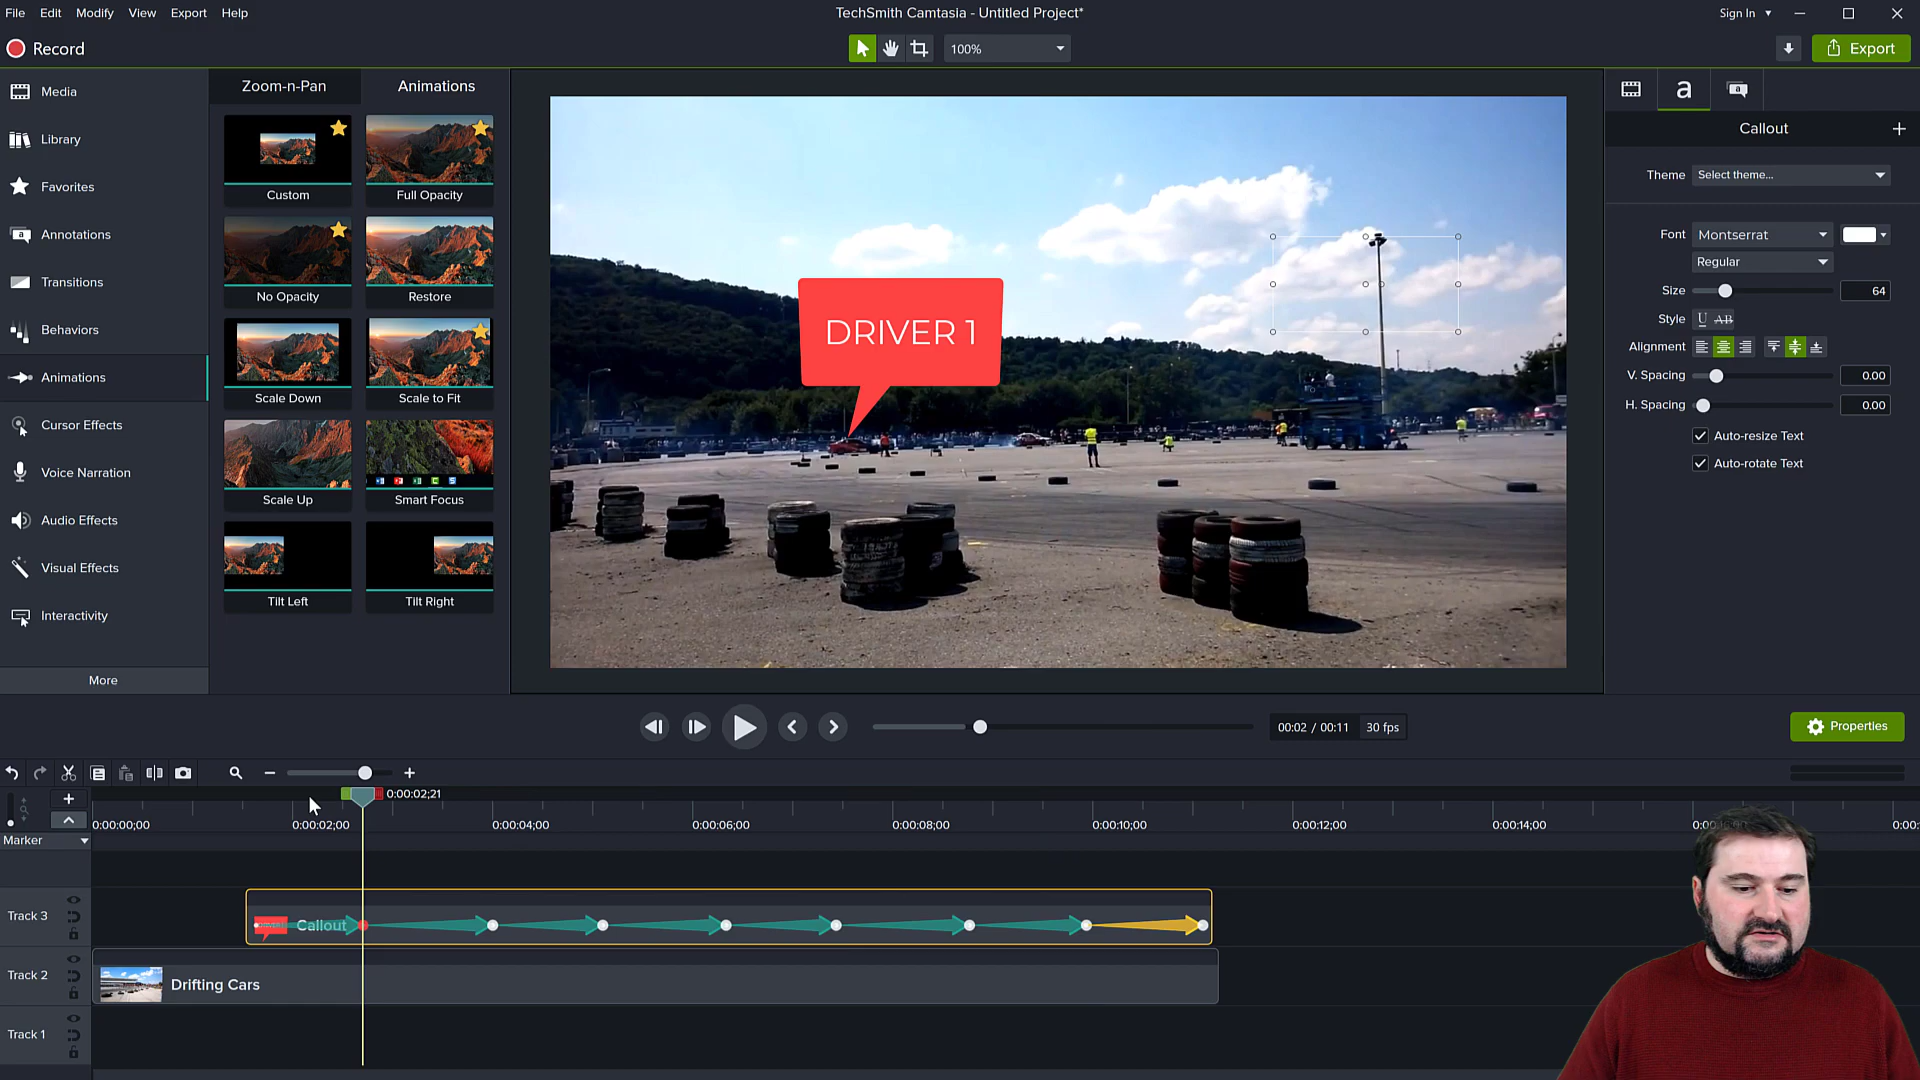 File Edit Modify View Export Help
TechSmith Camtasia - Untitled Project*
Sign In
Record
100%
Export
Media
Library
Favorites
Annotations
Transitions
Behaviors
Animations
Cursor Effects
Voice Narration
Audio Effects
Visual Effects
Interactivity
More
Zoom-n-Pan Animations
Custom Full Opacity
No Opacity Restore
Scale Down Scale to Fit
Scale Up Smart Focus
Tilt Left Tilt Right
DRIVER 1
a
Callout
Theme Select theme...
Font Montserrat
Regular
Size 64
Style U AB
Alignment
V. Spacing 0.00
H. Spacing 0.00
Auto-resize Text
Auto-rotate Text
00:02 / 00:11 30 fps
Properties
0:00:02;21
0:00:00;00 0:00:02;00 0:00:04;00 0:00:06;00 0:00:08;00 0:00:10;00 0:00:12;00 0:00:14;00
Marker
Track 3
Callout
Track 2
Drifting Cars
Track 1